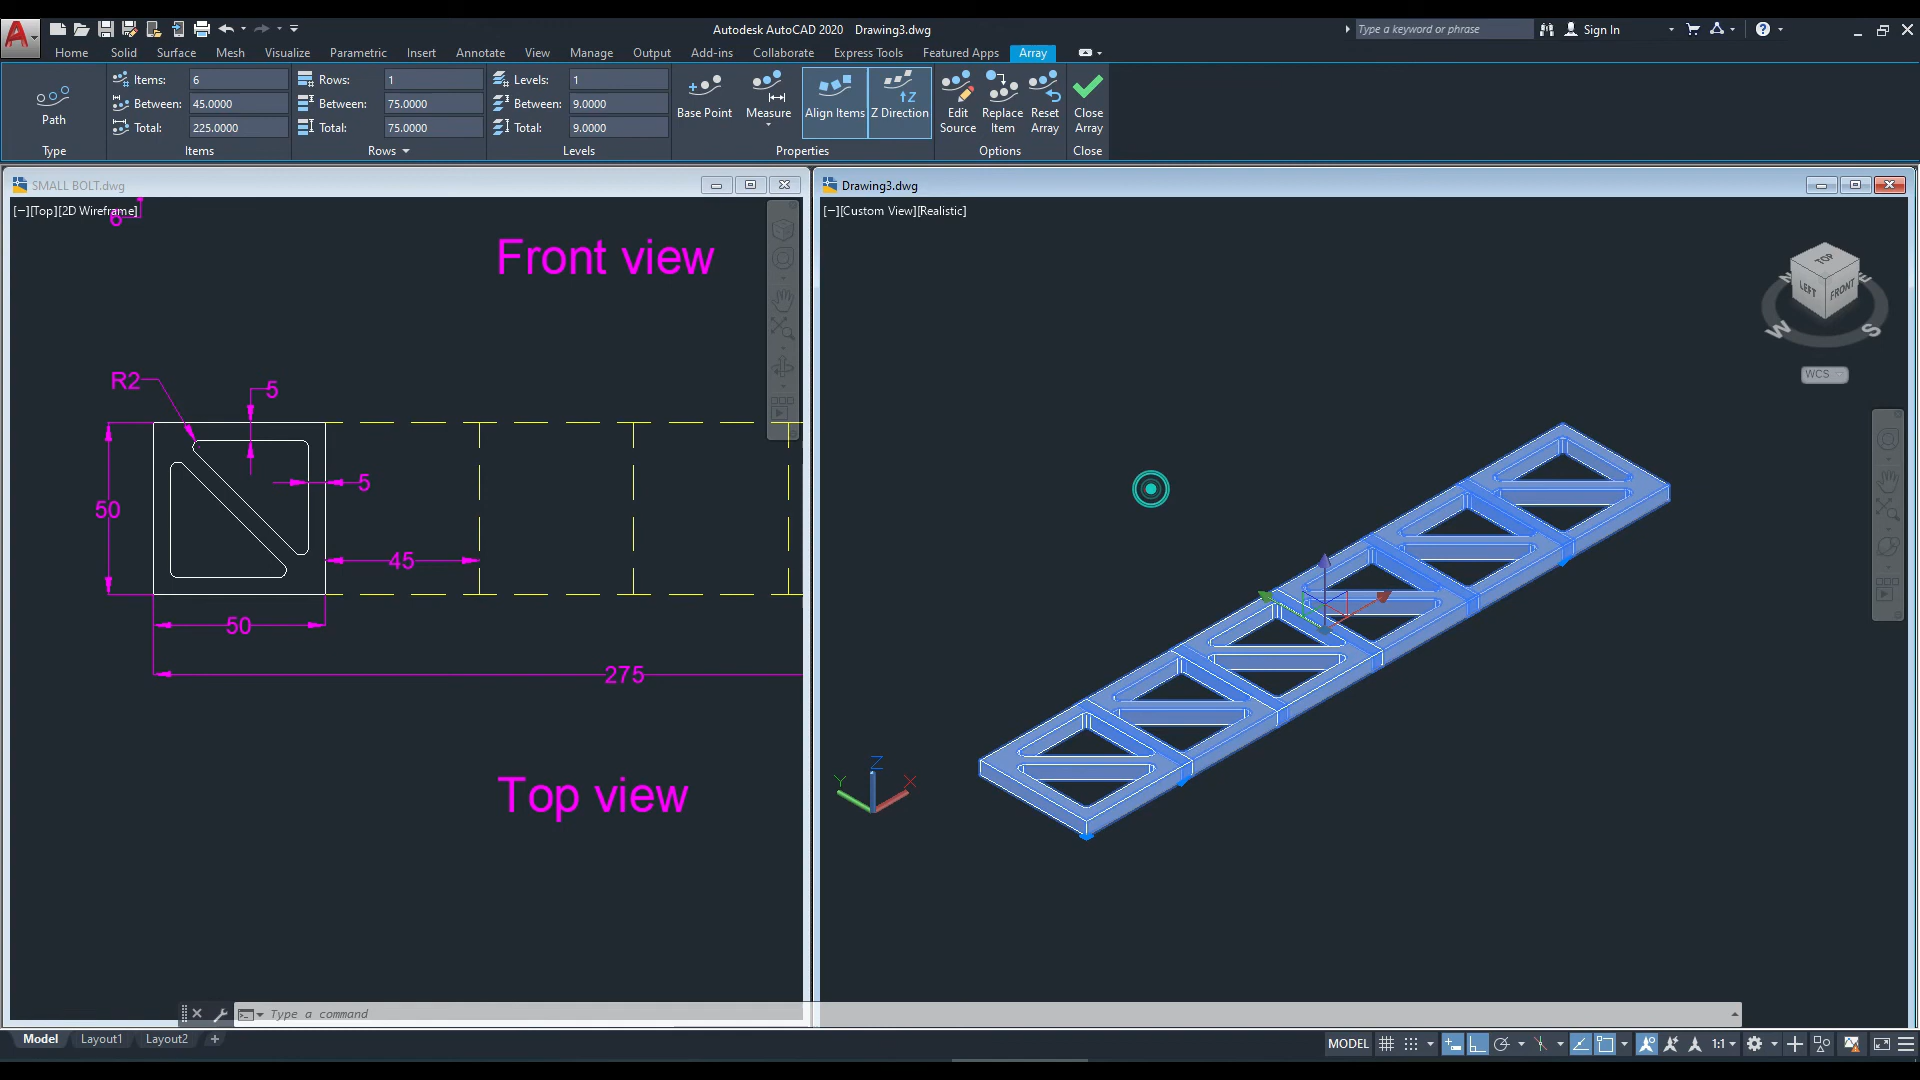 Autodesk AutoCAD 2020 Drawing3.dwg
Type a keyword or phrase
Sign In
Home Solid Surface Mesh Visualize Parametric Insert Annotate View Manage Output Add-ins Collaborate Express Tools Featured Apps Array
Items: 6
Between: 45.0000
Total: 225.0000
Rows: 1
Between: 75.0000
Total: 75.0000
Levels: 1
Between: 9.0000
Total: 9.0000
Path
Base Point
Measure
Align Items
Z Direction
Edit Source
Replace Item
Reset Array
Close Array
Type Items Rows Levels Properties Options Close
SMALL BOLT.dwg
Drawing3.dwg
[−][Top][2D Wireframe]
[−][Custom View][Realistic]
6
Front view
R2
5
5
50
45
50
275
Top view
TOP
LEFT
FRONT
N
E
W
S
WCS
Z
Y
X
Type a command
Model Layout1 Layout2 +
MODEL
1:1